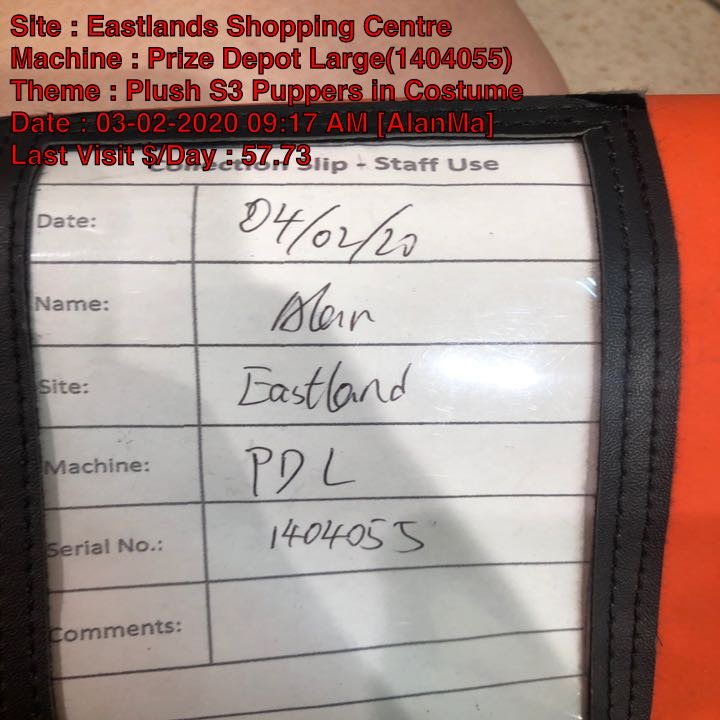 Site : Eastlands Shopping Centre
Machine : Prize Depot Large(1404055)
Theme : Plush S3 Puppers in Costume
Date : 03-02-2020 09:17 AM [AlanMa]
Last Visit $/Day : 57.73
Collection Slip - Staff Use
Date: 04/02/20
Name: Alan
Site: Eastland
Machine: PDL
Serial No.: 1404055
Comments: